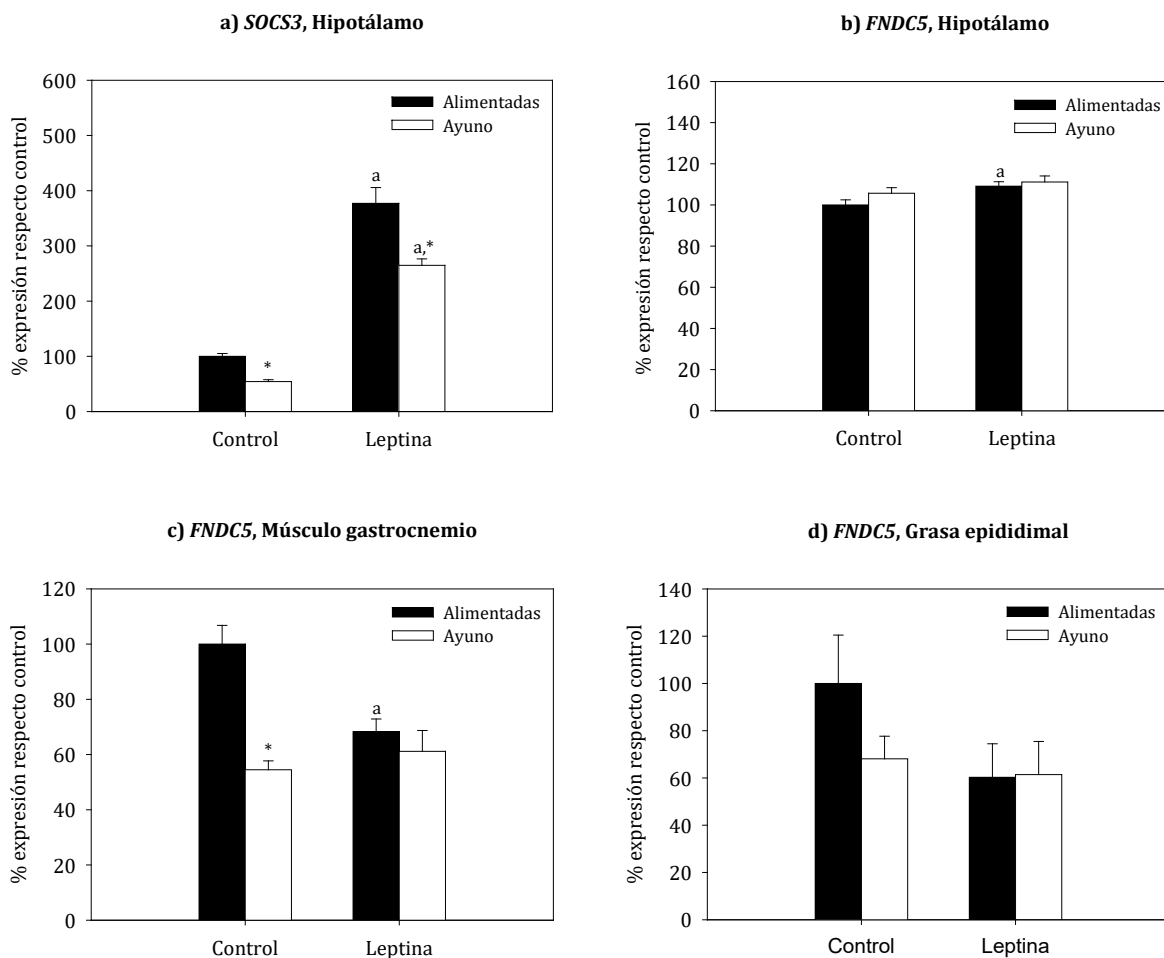 a) SOCS3, Hipotálamo
% expresión respecto control
600
500
400
300
200
100
0
Alimentadas
Ayuno
*
a
a,*
Control
Leptina
b) FNDC5, Hipotálamo
% expresión respecto control
160
140
120
100
80
60
40
20
0
Alimentadas
Ayuno
a
Control
Leptina
c) FNDC5, Músculo gastrocnemio
% expresión respecto control
120
100
80
60
40
20
0
Alimentadas
Ayuno
*
a
Control
Leptina
d) FNDC5, Grasa epididimal
% expresión respecto control
140
120
100
80
60
40
20
0
Alimentadas
Ayuno
Control
Leptina